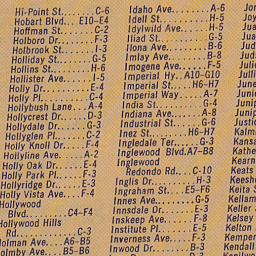 Hi-Point St.......C-6
Hobart Blvd....E10-E4
Hoffman St.......C-2
Holboro Dr.......F-3
Holbrook St.......I-3
Holliday St.......G-5
Hollins St.......H-6
Hollister Ave.......I-5
Holly Dr.......E-4
Holly Pl.......C-4
Hollybush Lane..A-4
Hollycrest Dr.....D-3
Hollydale Dr.......G-3
Hollyglen Pl.......C-2
Holly Knoll Dr.....F-4
Hollyline Ave.....C-2
Holly Oak Dr.......E-4
Holly Park Pl.....F-3
Hollyridge Dr.....E-3
Holly Vista Ave...F-4
Hollywood
Blvd.......C4-F4
Hollywood Hills
Rd.......C-3
Holman Ave....A6-B5
Holmby Ave....B5-B6
Idaho Ave.......A-6
Idell St.......H-5
Idylwild Ave.......H-5
Iliad St.......G-5
Ilona Ave.......B-6
Imlay Ave.......B-8
Imogene Ave.......F-5
Imperial Hy...A10-G10
Imperial St.......H6-H7
Imperial Way.......A-7
India St.......G-4
Indiana Ave.......A-8
Industrial St.......G-6
Inez St.......H6-H7
Ingledale Ter.......G-3
Inglewood Blvd.A7-B8
Inglewood
Redondo Rd...C-10
Inglis Dr.......H-3
Ingraham St.....E5-F6
Innes Ave.......G-5
Innsdale Dr.......E-3
Inskeep Ave.......F-8
Institute Pl.......E-5
Inverness Ave.....F-3
Inwood Dr.......B-3